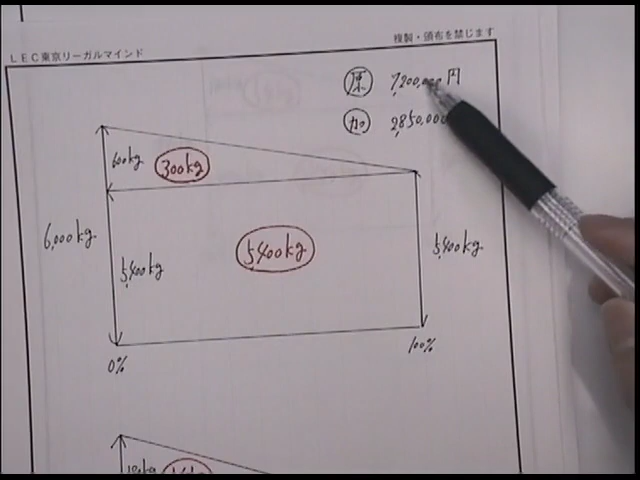 LEC東京リーガルマインド
複製・頒布を禁じます
原 7,200,000円
加 2,850,000
600kg
300kg
6,000kg
5,400kg
5,400kg
5,400kg
0%
100%